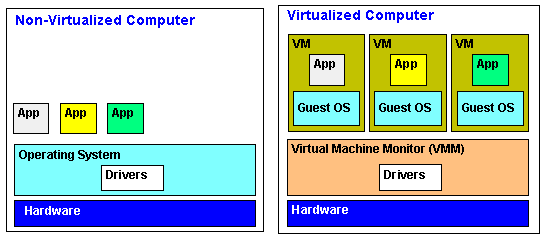 Non-Virtualized Computer
App App App
Operating System
Drivers
Hardware
Virtualized Computer
VM VM VM
App App App
Guest OS Guest OS Guest OS
Virtual Machine Monitor (VMM)
Drivers
Hardware